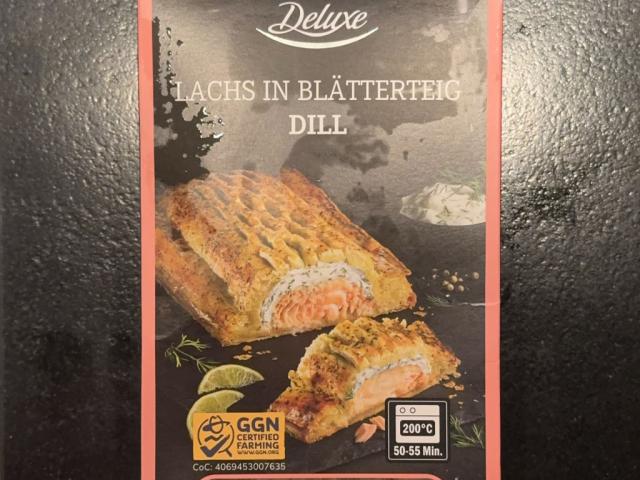 Deluxe
LACHS IN BLÄTTERTEIG
DILL
GGN
CERTIFIED
FARMING
WWW.GGN.ORG
CoC: 4069453007635
200°C
50-55 Min.